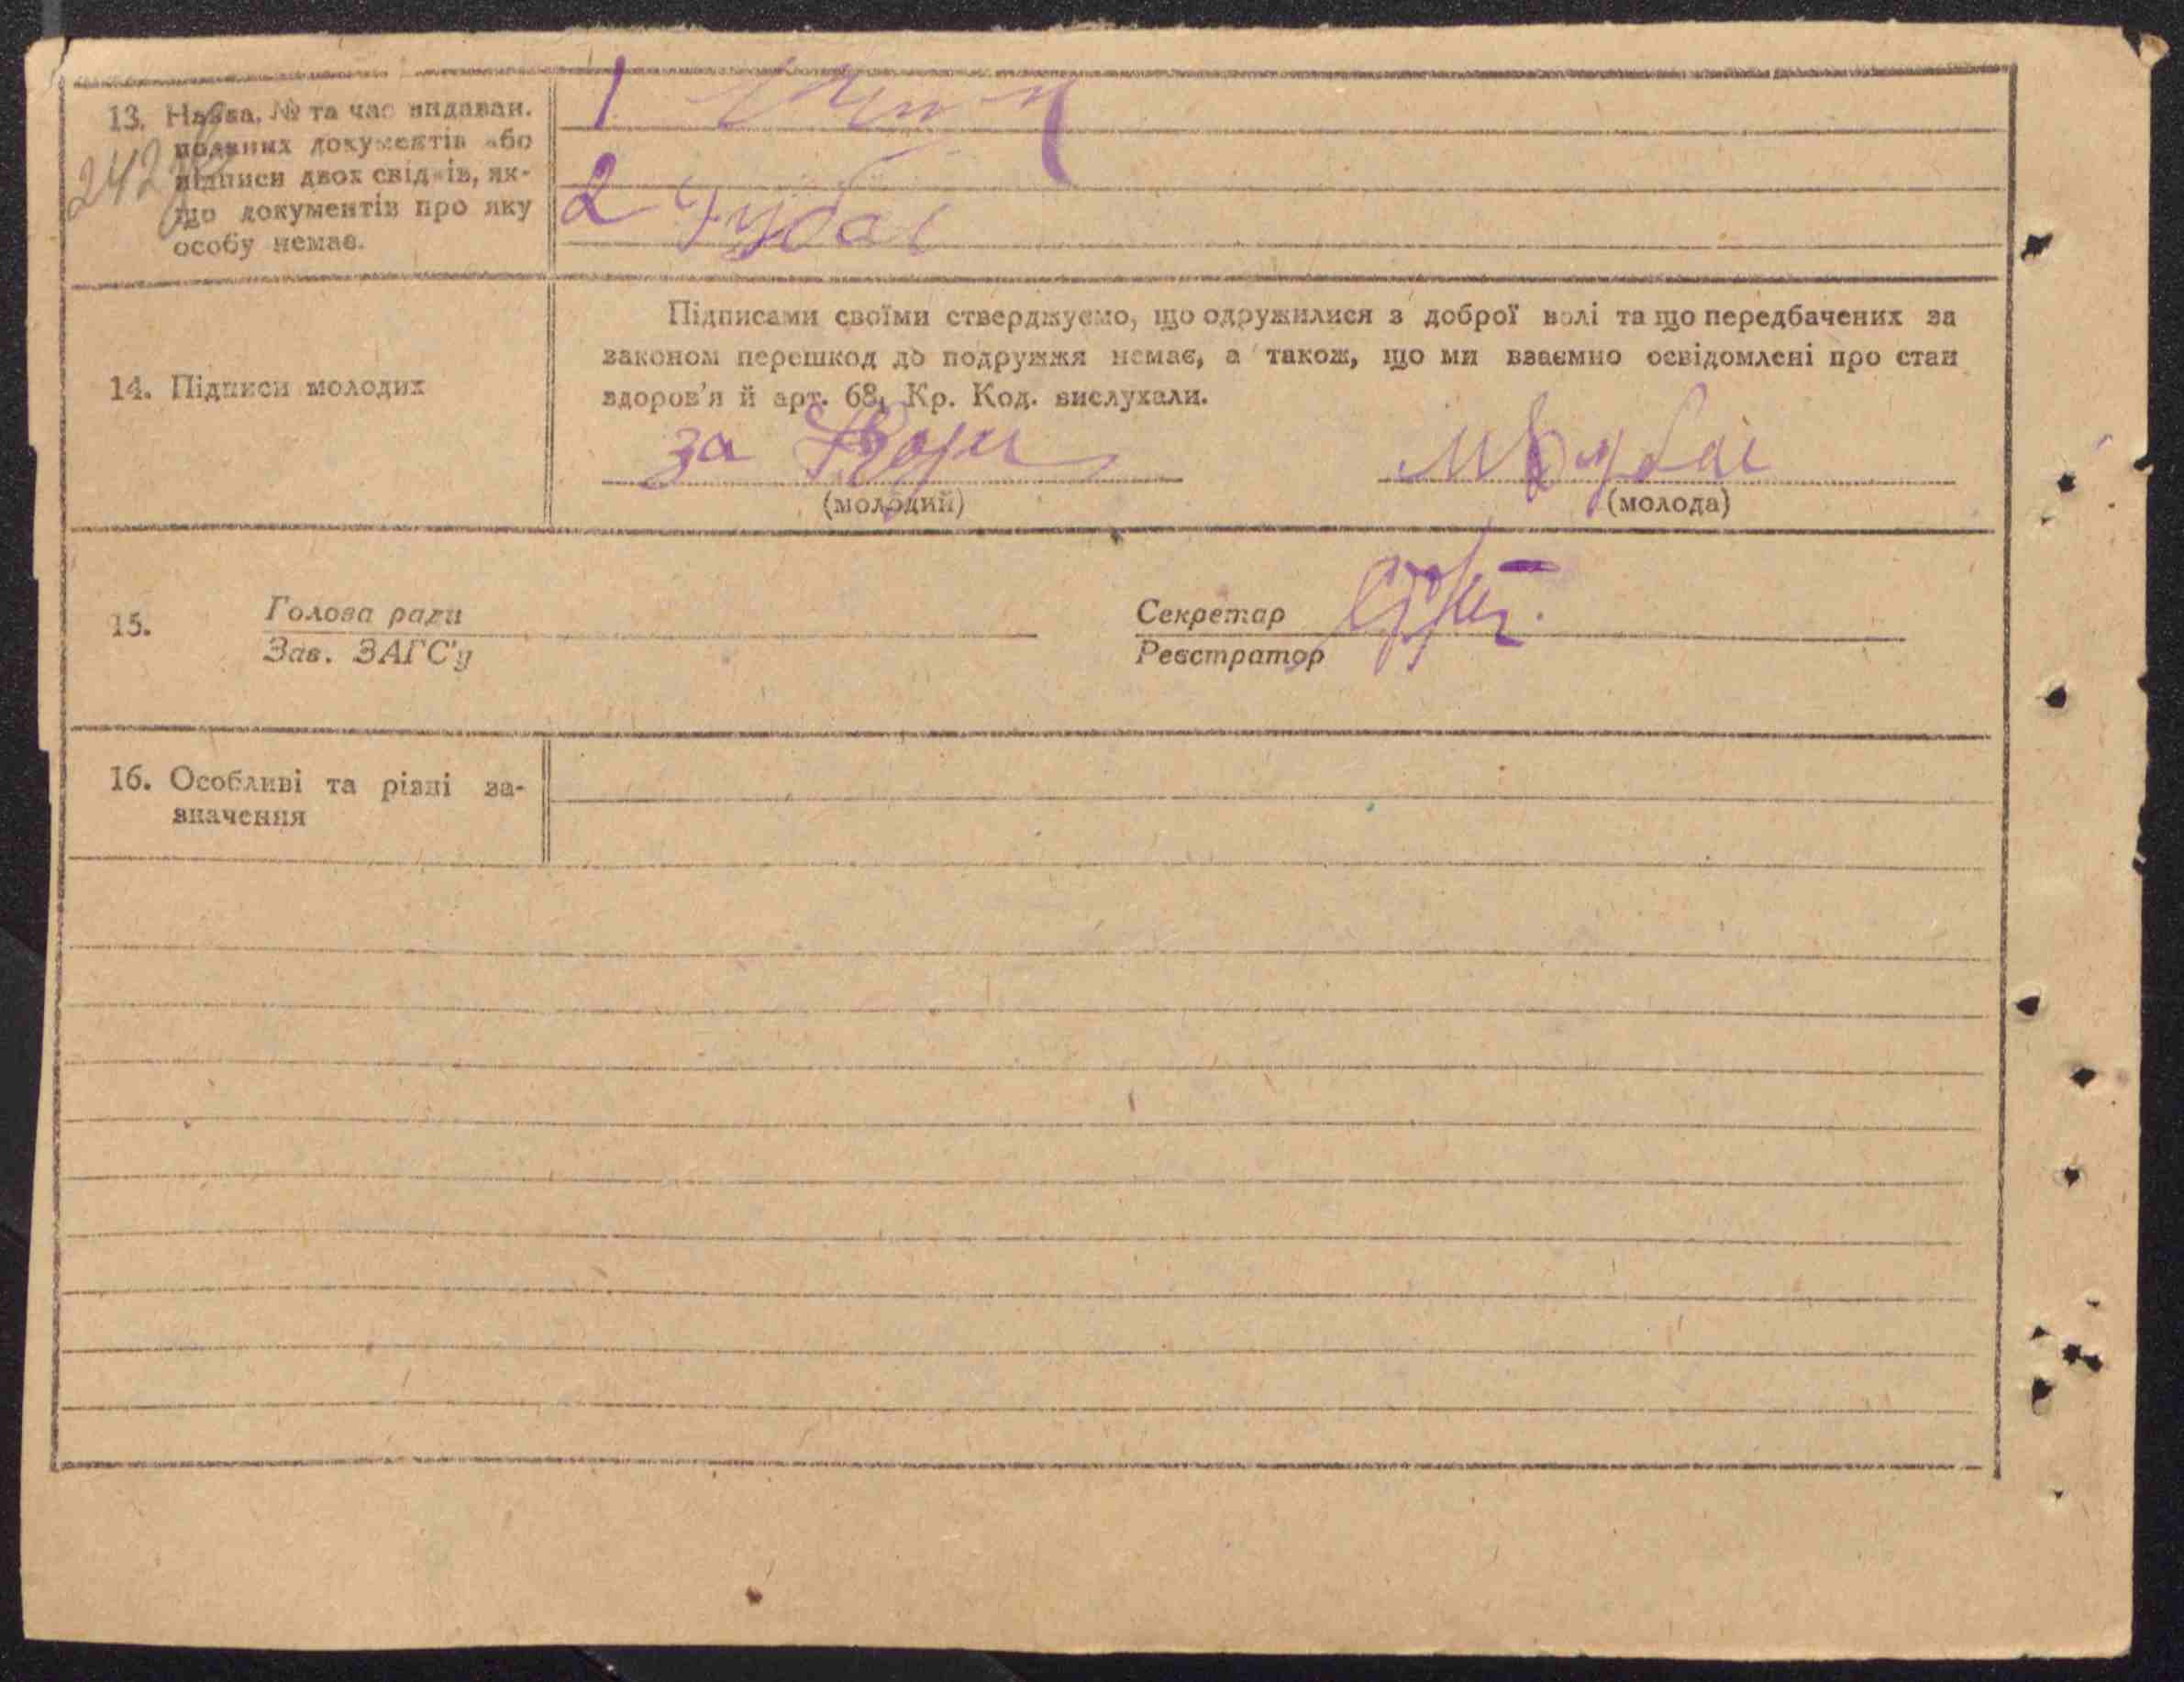 13. Назва, № та час видаван.
поданих документів або
підписи двох свідків, як-
що документів про яку
особу немає.
242
1
2 Губа
14. Підписи молодих
Підписами своїми стверджуємо, що одружилися з доброї волі та що передбачених за
законом перешкод до подружжя немає, а також, що ми взаємно освідомлені про стан
здоров'я й арт. 68, Кр. Код. вислухали.
за
(молодий)
(молода)
15.
Голова ради
Зав. ЗАГС'у
Секретар
Реєстратор
16. Особливі та різні за-
значення